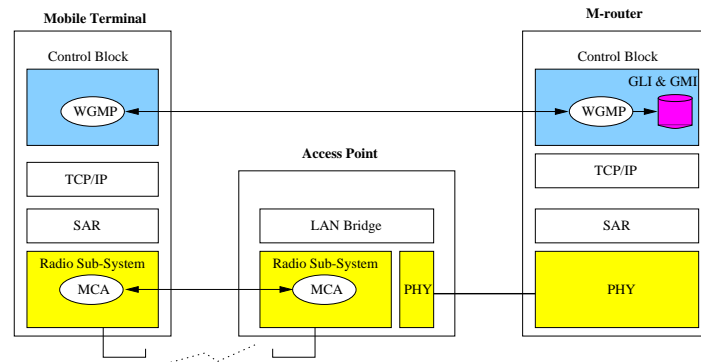 Mobile Terminal
Control Block
WGMP
TCP/IP
SAR
Radio Sub-System
MCA
Access Point
LAN Bridge
Radio Sub-System
MCA
PHY
M-router
Control Block
GLI & GMI
WGMP
TCP/IP
SAR
PHY